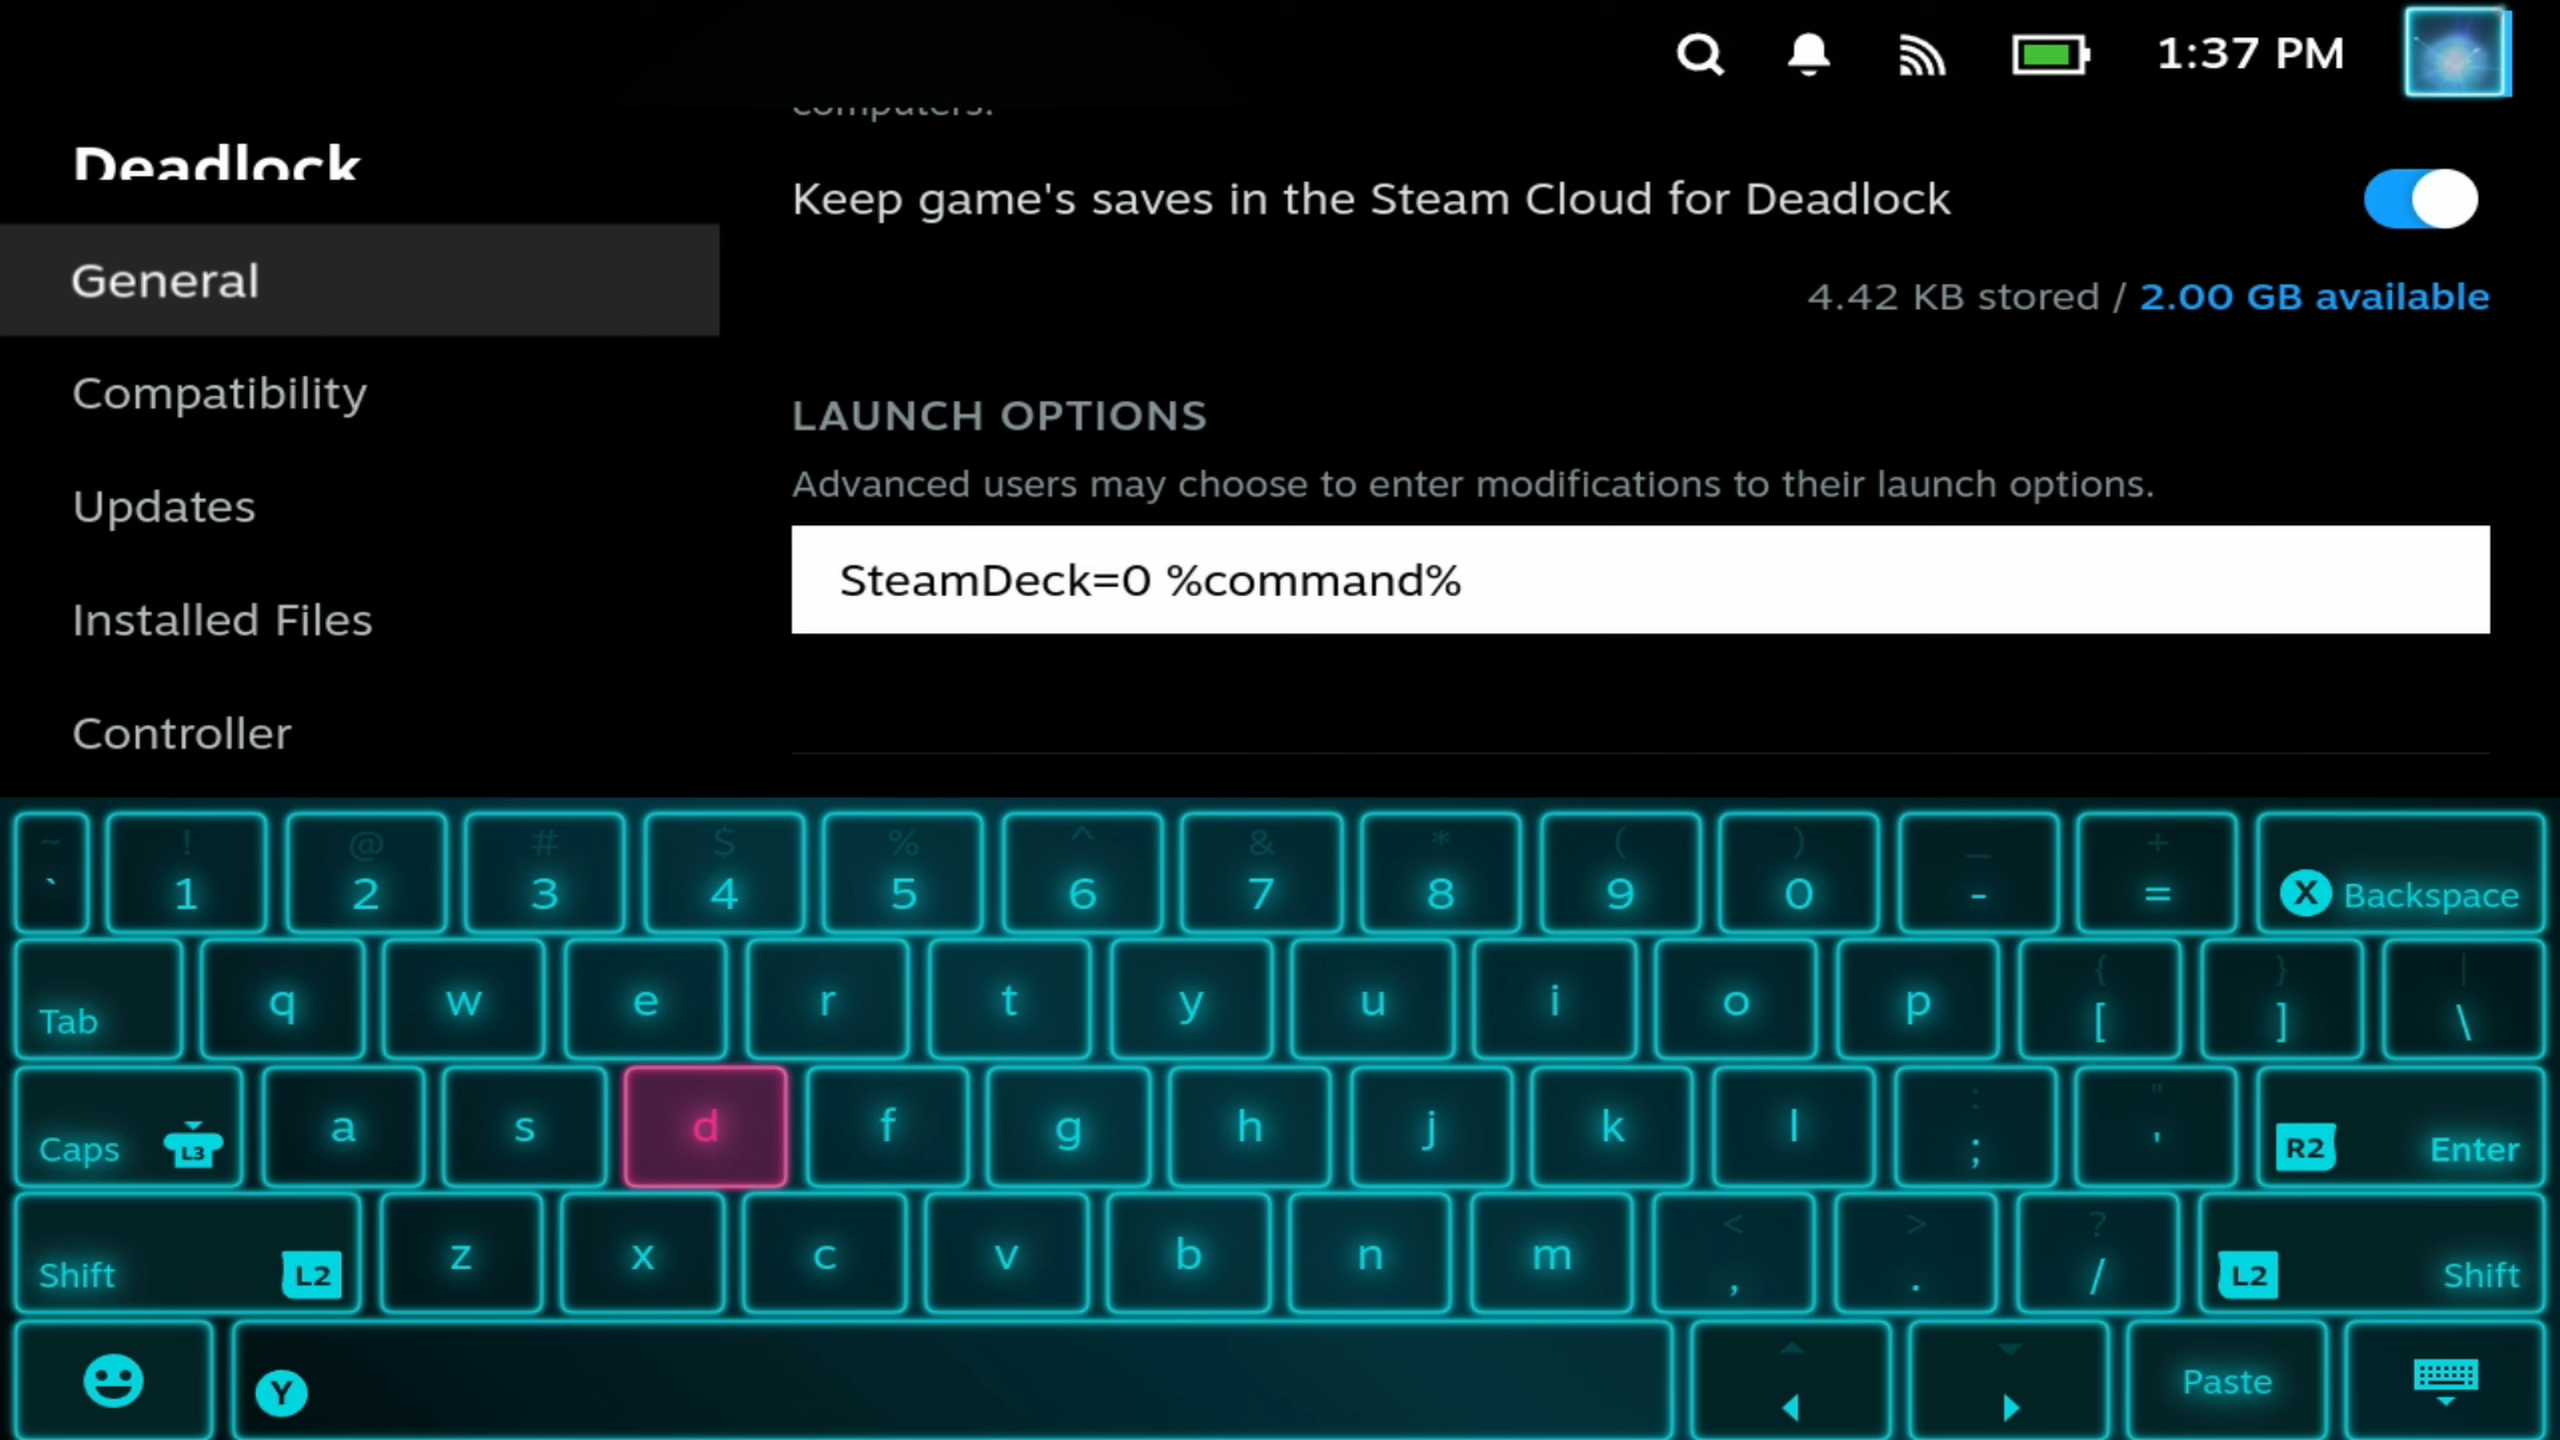 1:37 PM
computers.
Deadlock
Keep game's saves in the Steam Cloud for Deadlock
General
4.42 KB stored / 2.00 GB available
Compatibility
LAUNCH OPTIONS
Advanced users may choose to enter modifications to their launch options.
Updates
SteamDeck=0 %command%
Installed Files
Controller
~ ! @ # $ % ^ & * ( ) _ +
` 1 2 3 4 5 6 7 8 9 0 - = X Backspace
{ } |
Tab q w e r t y u i o p [ ] \
: "
Caps L3 a s d f g h j k l ; ' R2 Enter
< > ?
Shift L2 z x c v b n m , . / L2 Shift
Y Paste